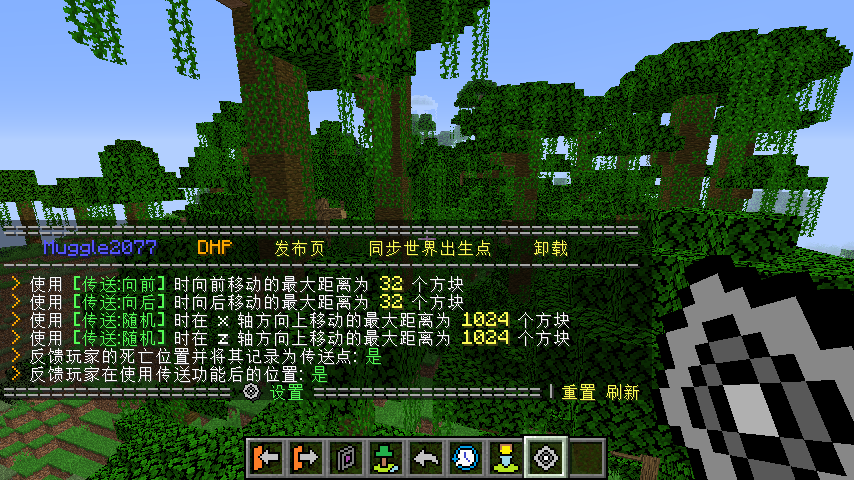 Muggle2077 DHP 发布页 同步世界出生点 卸载
> 使用 [传送:向前] 时向前移动的最大距离为 32 个方块
> 使用 [传送:向后] 时向后移动的最大距离为 32 个方块
> 使用 [传送:随机] 时在 x 轴方向上移动的最大距离为 1024 个方块
> 使用 [传送:随机] 时在 z 轴方向上移动的最大距离为 1024 个方块
> 反馈玩家的死亡位置并将其记录为传送点: 是
> 反馈玩家在使用传送功能后的位置: 是
设置 | 重置 刷新